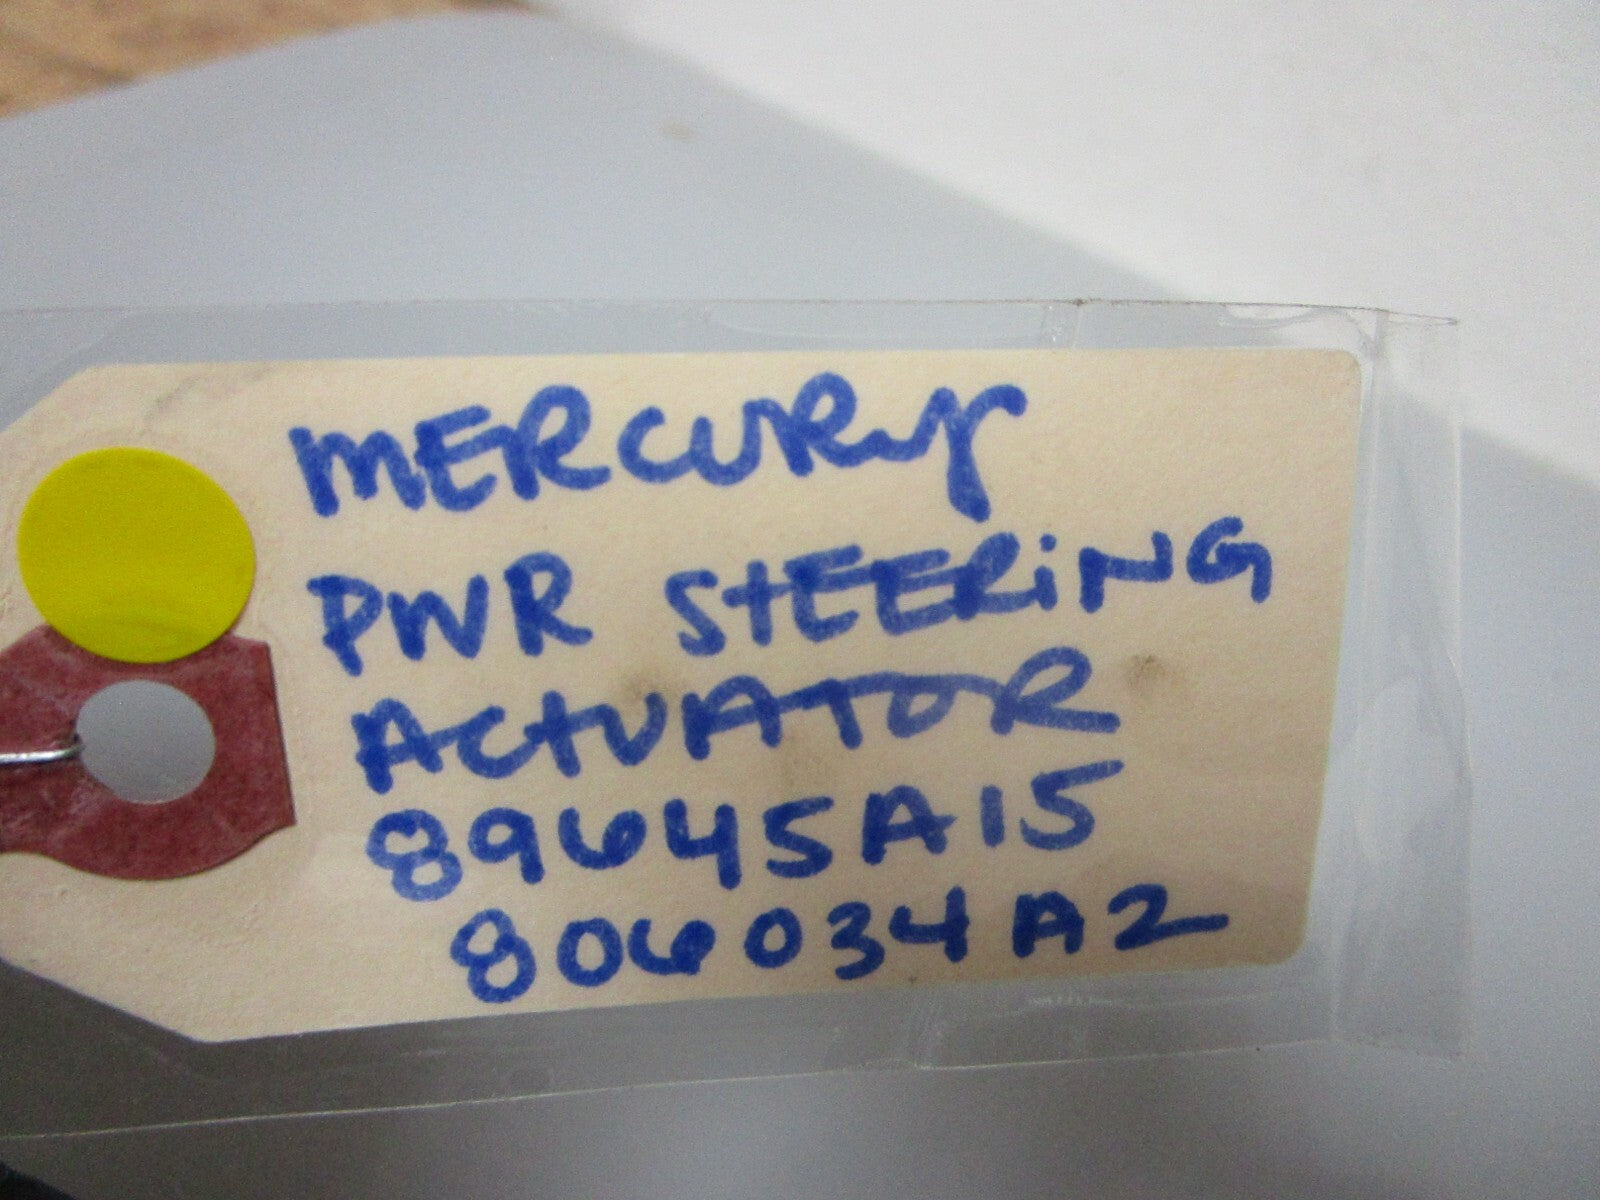 MERCURY
PWR STEERING
ACTUATOR
89645A15
806034A2